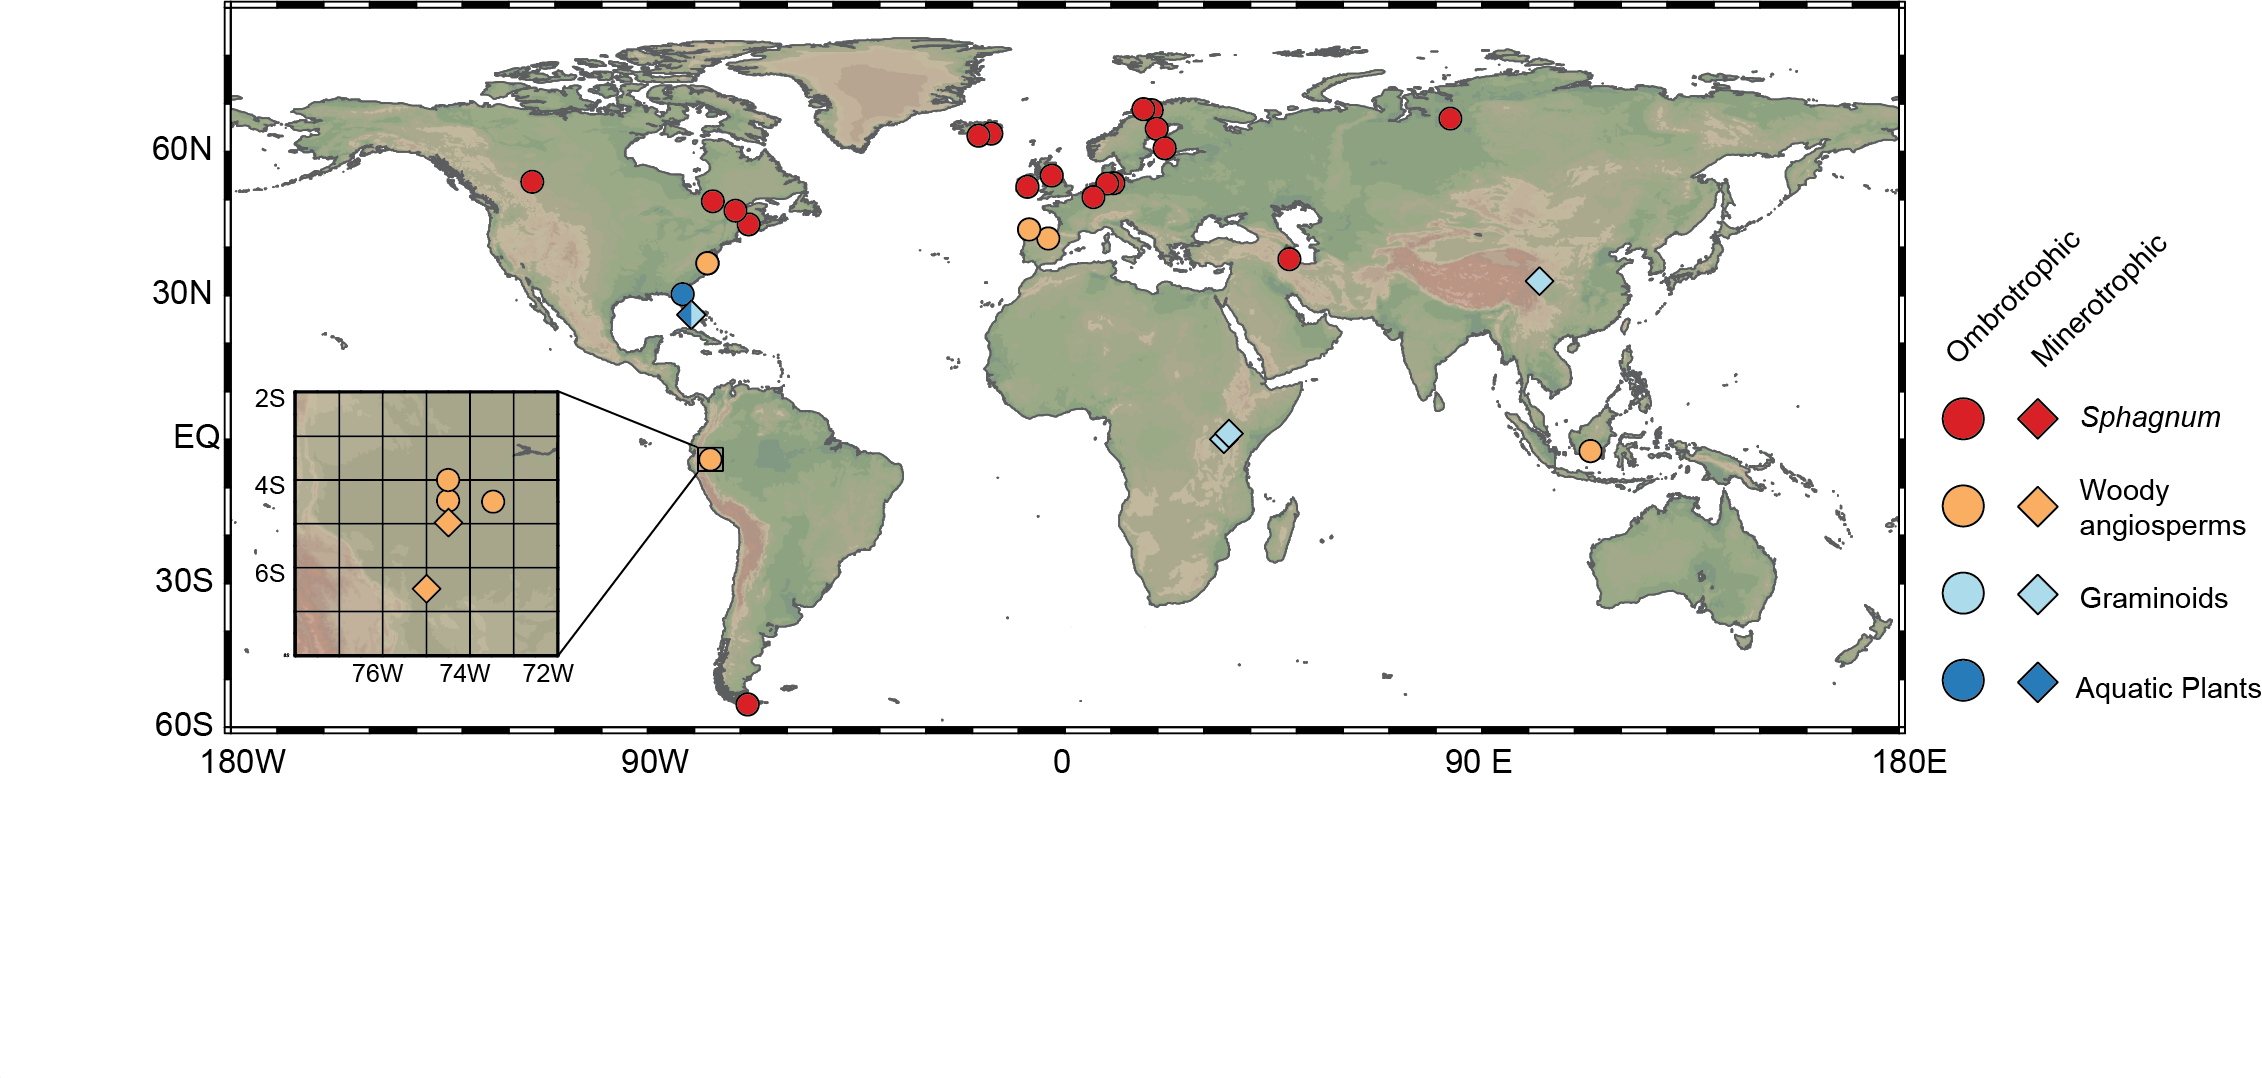 60N
30N
EQ
30S
60S
180W
90W
0
90 E
180E
2S
4S
6S
76W
74W
72W
Ombrotrophic
Minerotrophic
Sphagnum
Woody
angiosperms
Graminoids
Aquatic Plants